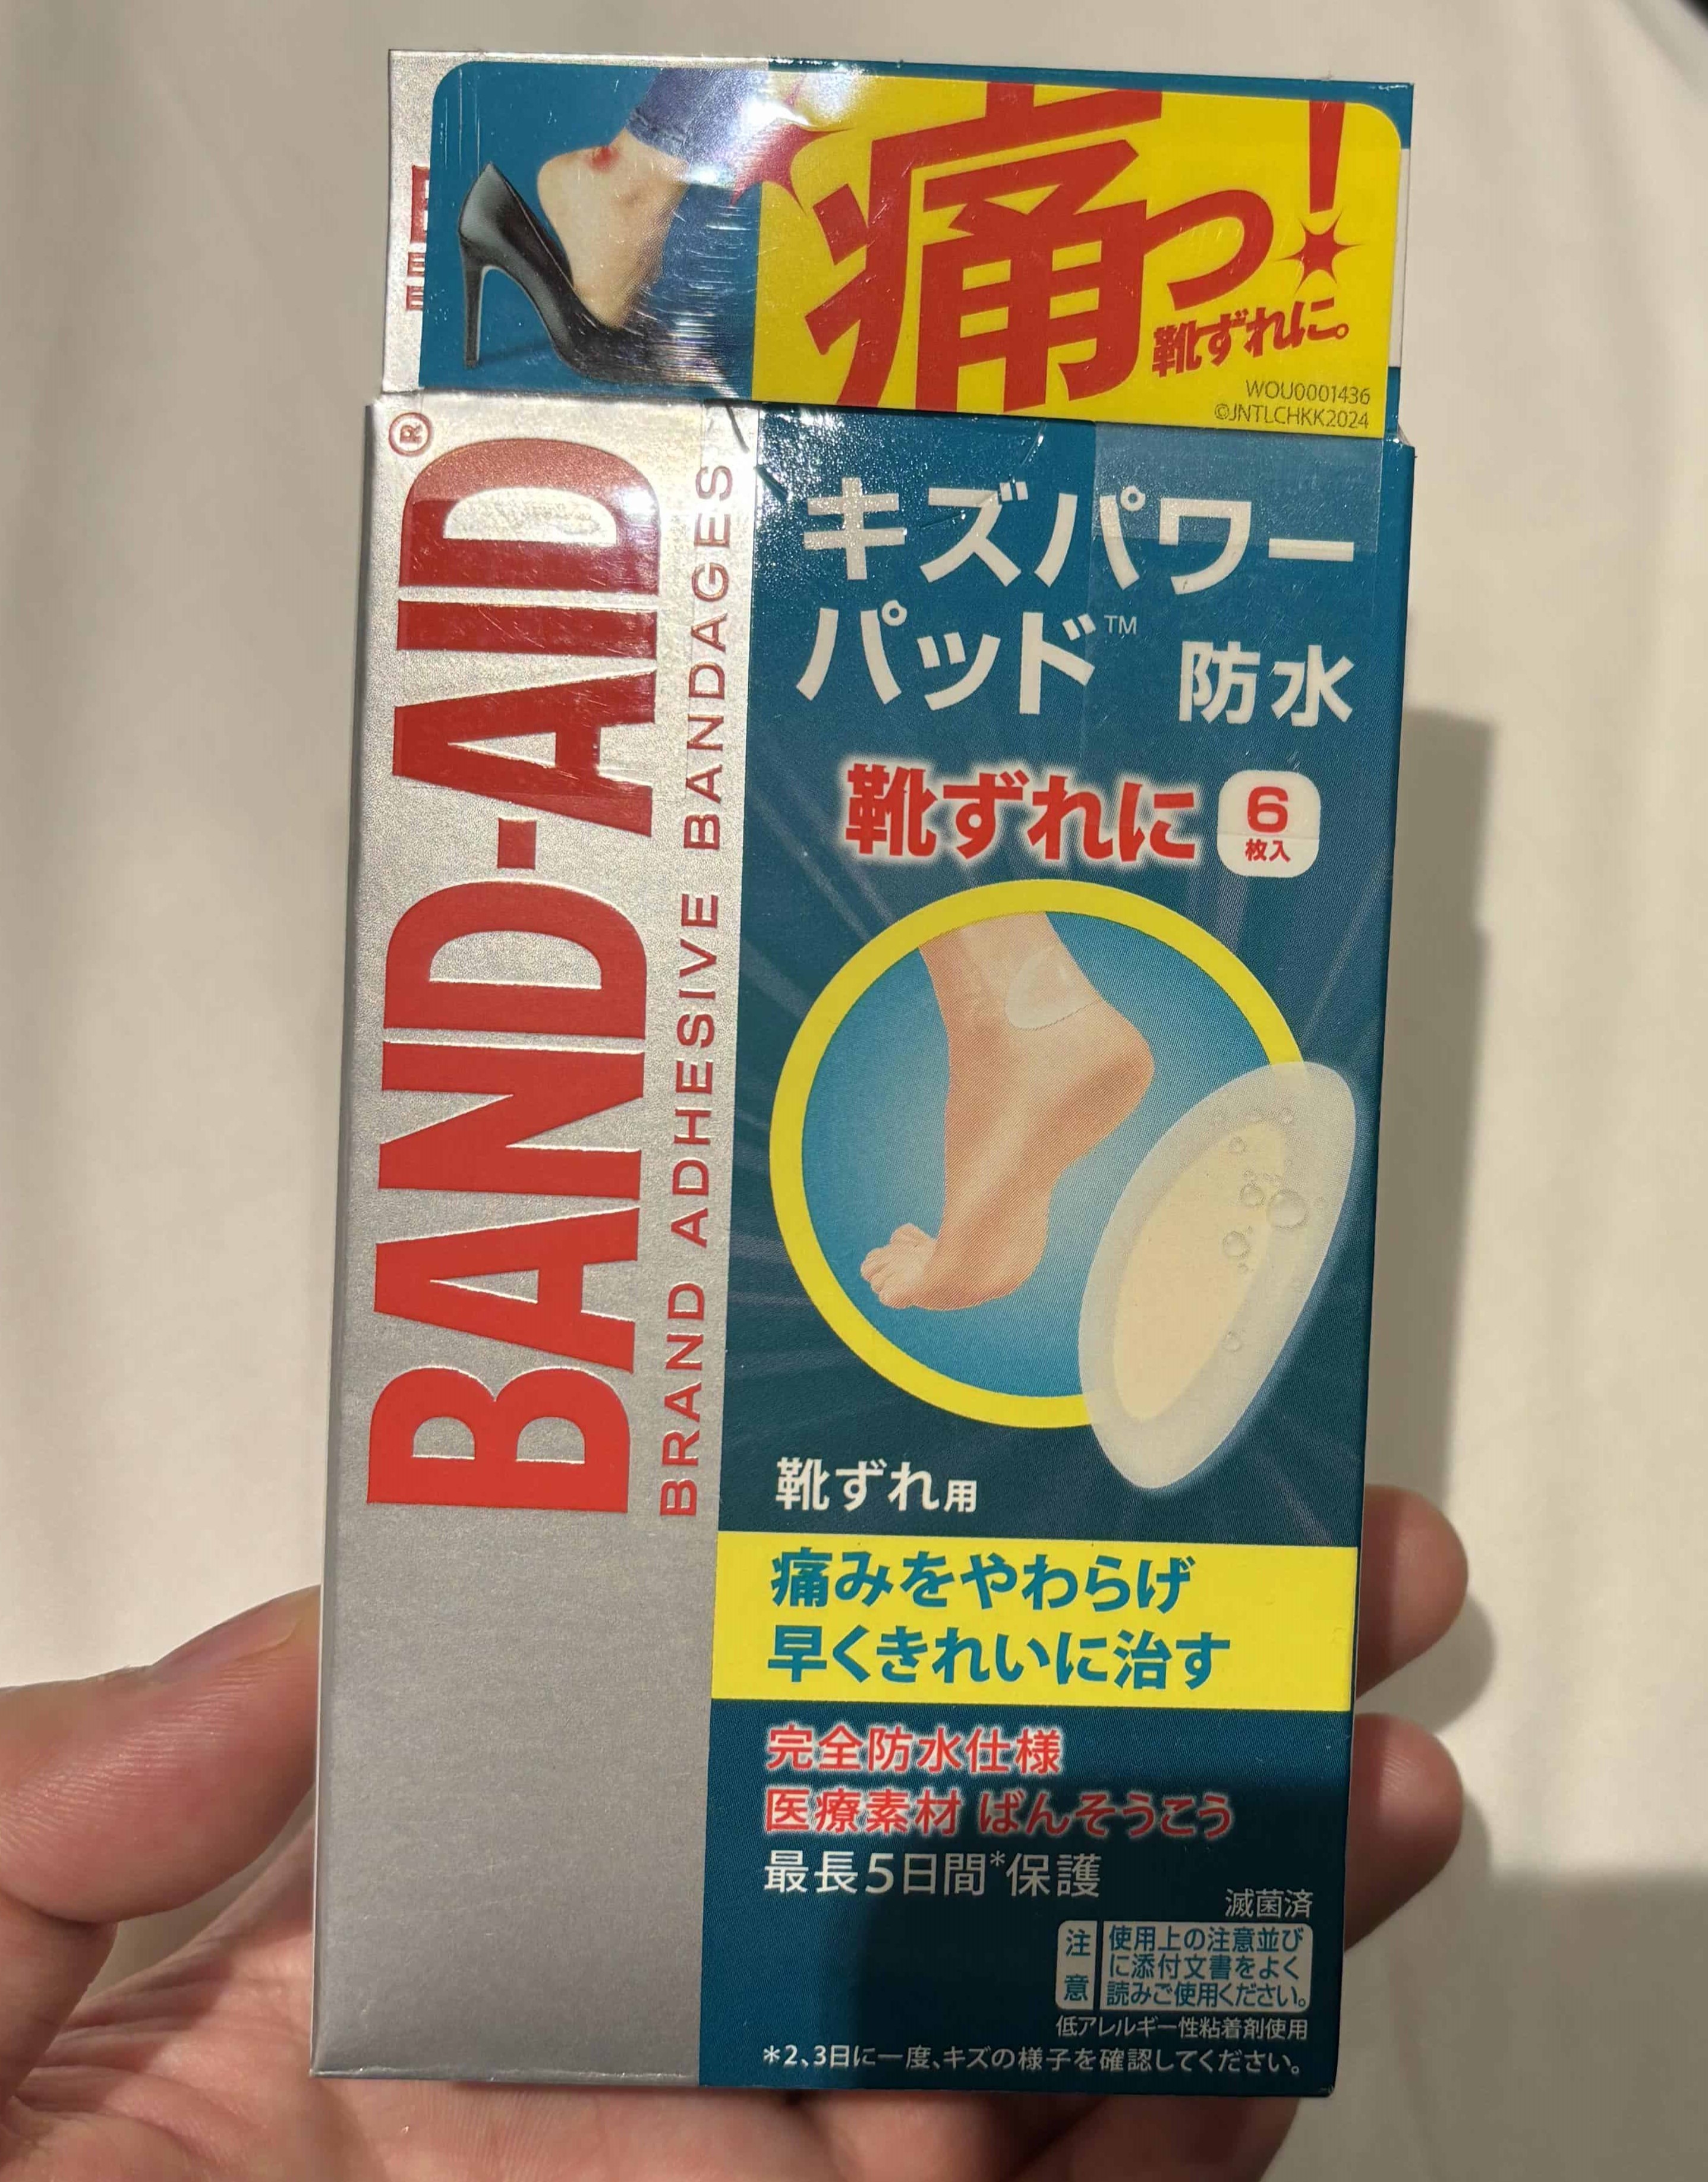 痛っ!
靴ずれに。
WOU0001436
©JNTLCHKK2024
BAND-AID®
BRAND ADHESIVE BANDAGES
キズパワー
パッド™ 防水
靴ずれに 6枚入
靴ずれ用
痛みをやわらげ
早くきれいに治す
完全防水仕様
医療素材 ばんそうこう
最長5日間*保護
滅菌済
注意
使用上の注意並び
に添付文書をよく
読みご使用ください。
低アレルギー性粘着剤使用
*2、3日に一度、キズの様子を確認してください。